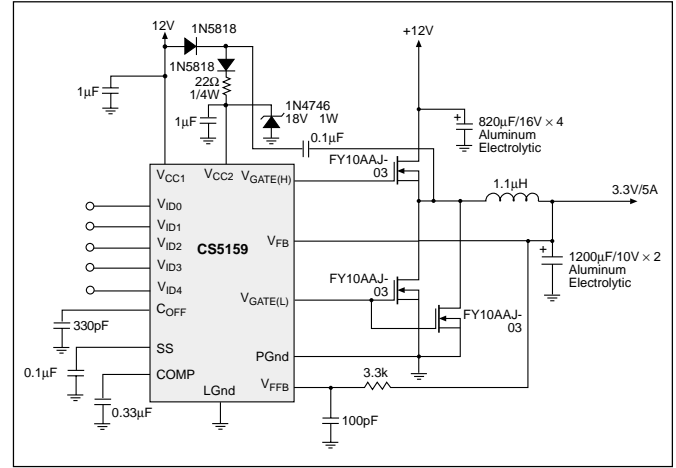 12V
1N5818
+12V
1N5818
22Ω
1/4W
1µF
1µF
1N4746
18V 1W
0.1µF
820µF/16V × 4
Aluminum
Electrolytic
FY10AAJ-
03
VCC1
VCC2
VGATE(H)
1.1µH
3.3V/5A
VID0
VID1
VID2
VID3
VID4
CS5159
VFB
1200µF/10V × 2
Aluminum
Electrolytic
FY10AAJ-
03
VGATE(L)
FY10AAJ-
03
COFF
330pF
SS
0.1µF
PGnd
COMP
0.33µF
LGnd
VFFB
3.3k
100pF